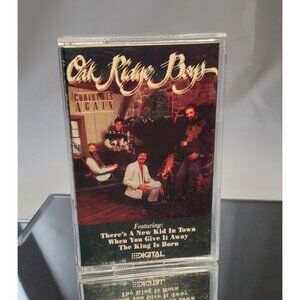 Oak Ridge Boys
CHRISTMAS
AGAIN
Featuring:
There's A New Kid In Town
When You Give It Away
The King Is Born
DIGITAL